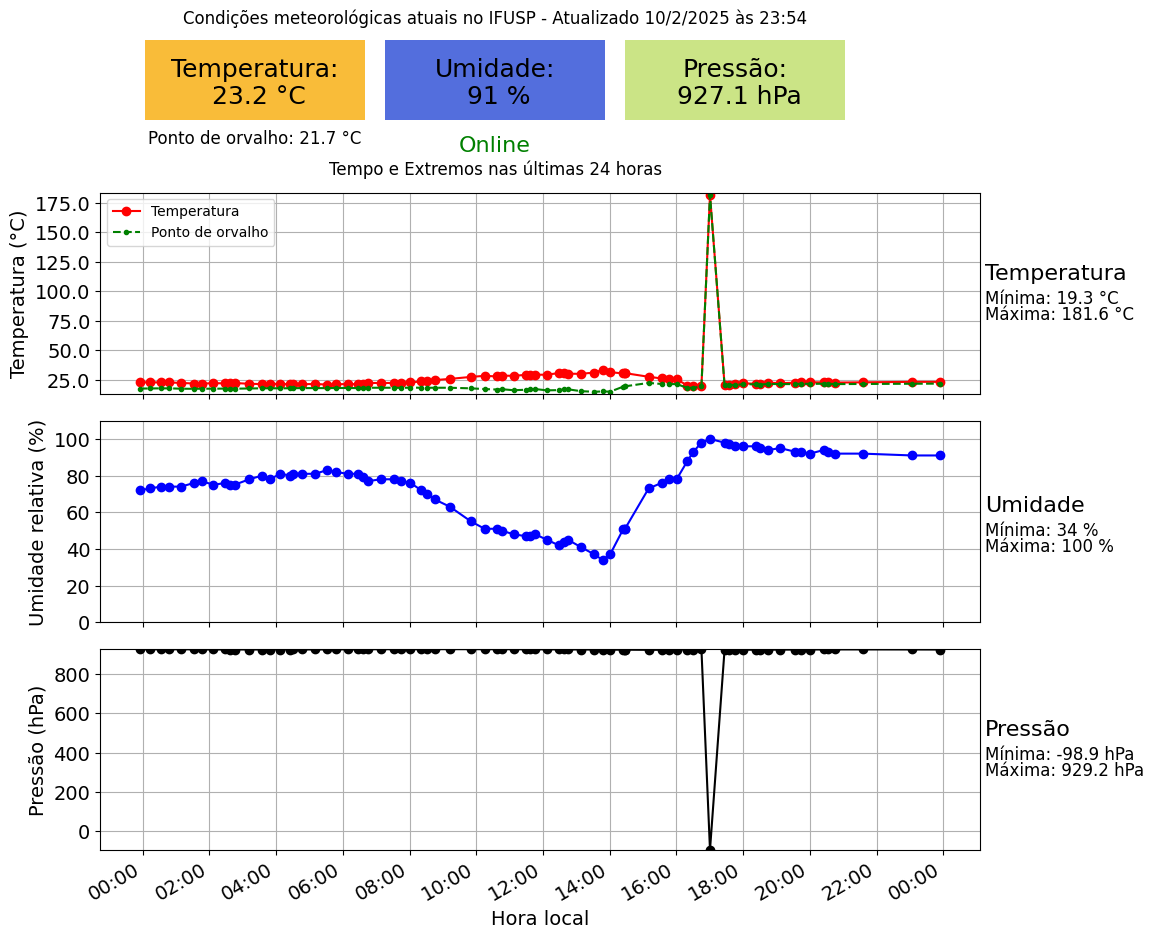 Condições meteorológicas atuais no IFUSP - Atualizado 10/2/2025 às 23:54
Temperatura:
23.2 °C
Umidade:
91 %
Pressão:
927.1 hPa
Ponto de orvalho: 21.7 °C
Online
Tempo e Extremos nas últimas 24 horas
Temperatura (°C)
175.0
150.0
125.0
100.0
75.0
50.0
25.0
Temperatura
Ponto de orvalho
Temperatura
Mínima: 19.3 °C
Máxima: 181.6 °C
Umidade relativa (%)
100
80
60
40
20
0
Umidade
Mínima: 34 %
Máxima: 100 %
Pressão (hPa)
800
600
400
200
0
Pressão
Mínima: -98.9 hPa
Máxima: 929.2 hPa
00:00 02:00 04:00 06:00 08:00 10:00 12:00 14:00 16:00 18:00 20:00 22:00 00:00
Hora local